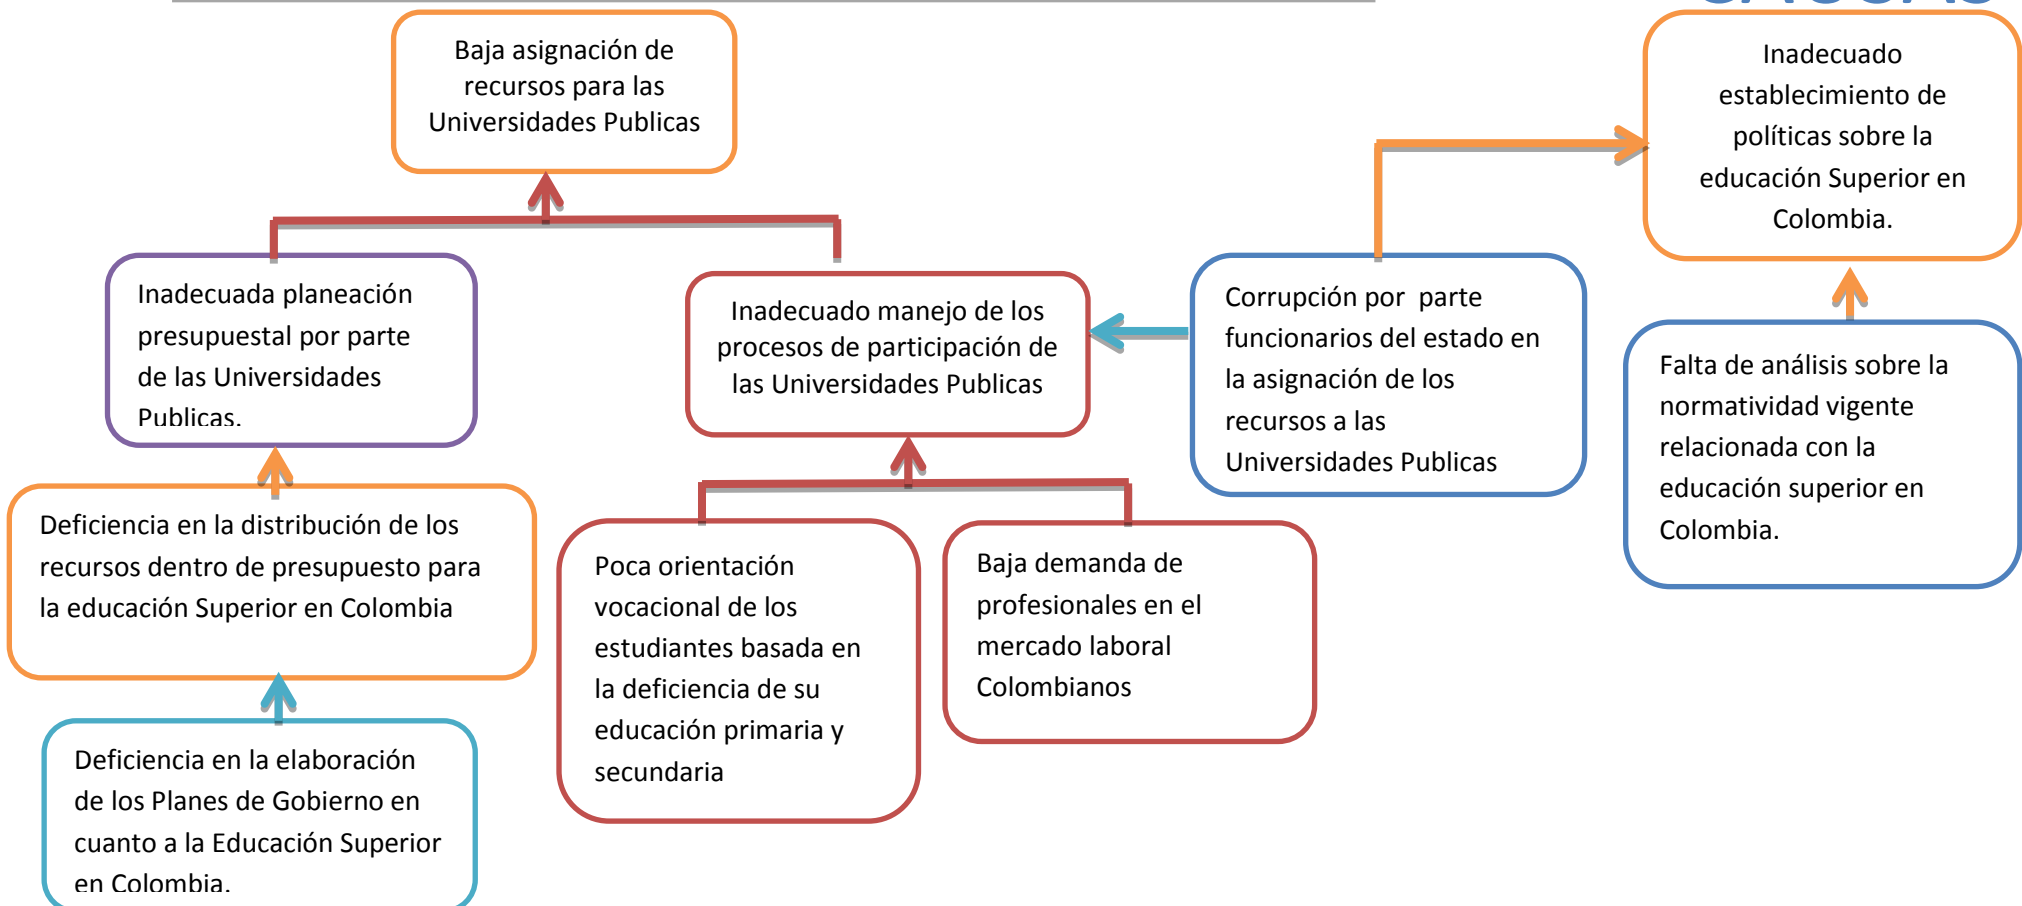 CAUSAS
Baja asignación de
recursos para las
Universidades Publicas
Inadecuado
establecimiento de
políticas sobre la
educación Superior en
Colombia.
Inadecuada planeación
presupuestal por parte
de las Universidades
Publicas.
Inadecuado manejo de los
procesos de participación de
las Universidades Publicas
Corrupción por  parte
funcionarios del estado en
la asignación de los
recursos a las
Universidades Publicas
Falta de análisis sobre la
normatividad vigente
relacionada con la
educación superior en
Colombia.
Deficiencia en la distribución de los
recursos dentro de presupuesto para
la educación Superior en Colombia
Poca orientación
vocacional de los
estudiantes basada en
la deficiencia de su
educación primaria y
secundaria
Baja demanda de
profesionales en el
mercado laboral
Colombianos
Deficiencia en la elaboración
de los Planes de Gobierno en
cuanto a la Educación Superior
en Colombia.